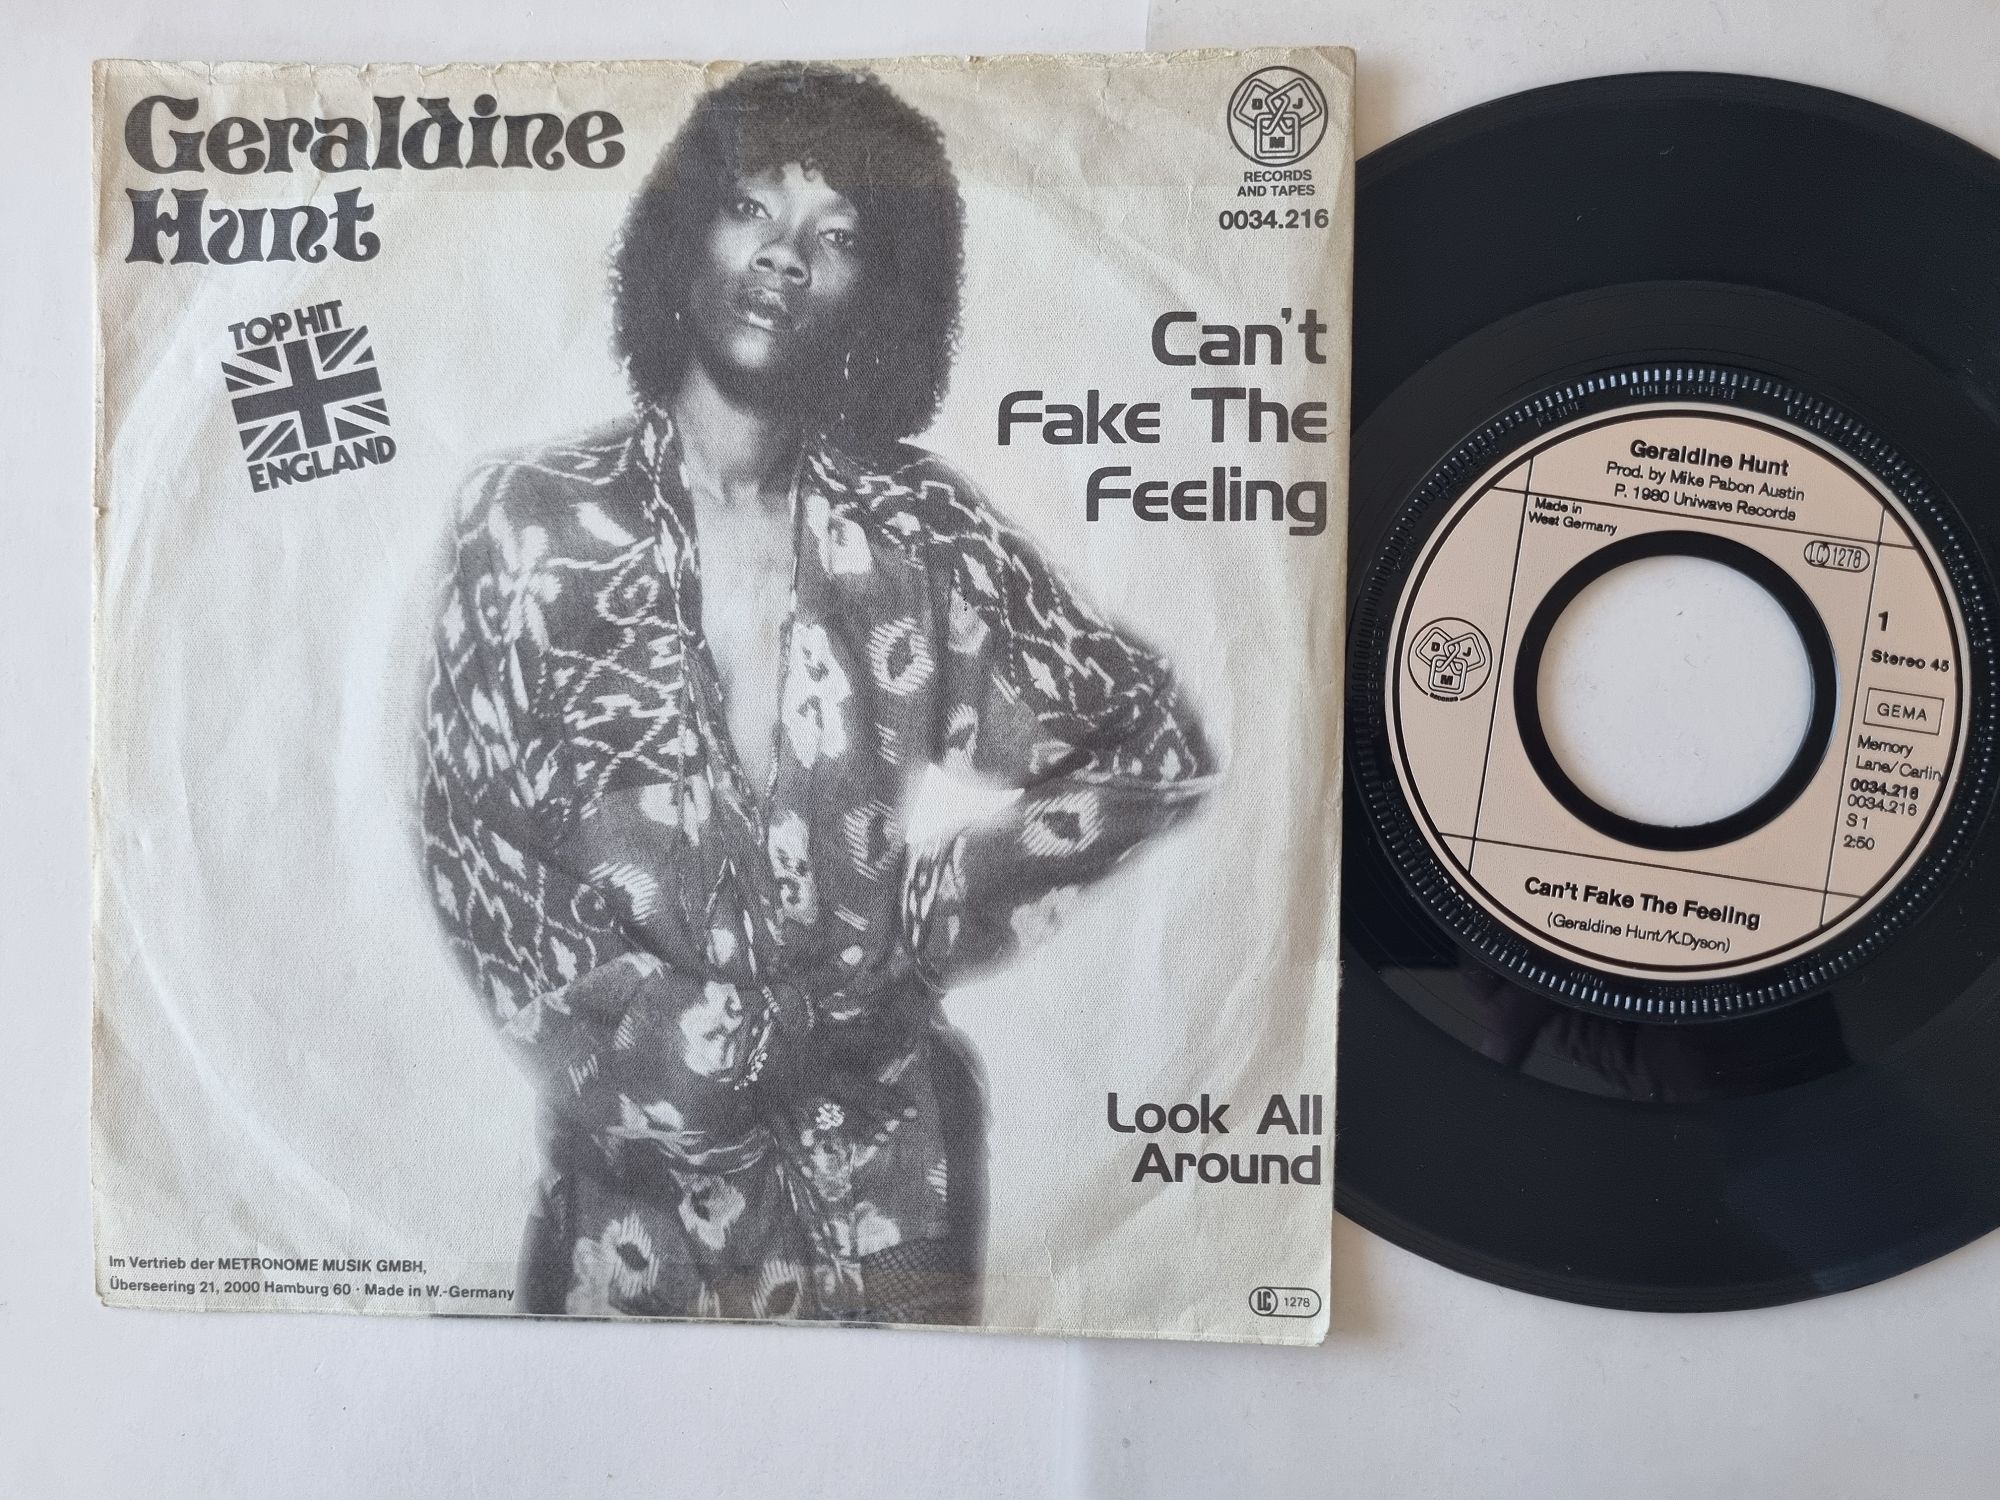 Geraldine
Hunt
TOP HIT
ENGLAND
D J
M
RECORDS
AND TAPES
0034.216
Can't
Fake The
Feeling
Look All
Around
Im Vertrieb der METRONOME MUSIK GMBH,
Überseering 21, 2000 Hamburg 60 · Made in W.-Germany
LC 1278
Geraldine Hunt
Prod. by Mike Pabon Austin
P. 1980 Uniwave Records
Made in
West Germany
LC 1278
D J
M
RECORDS
1
Stereo 45
GEMA
Memory
Lane/Carlin
0034.216
0034.216
S 1
2:50
Can't Fake The Feeling
(Geraldine Hunt/K.Dyson)